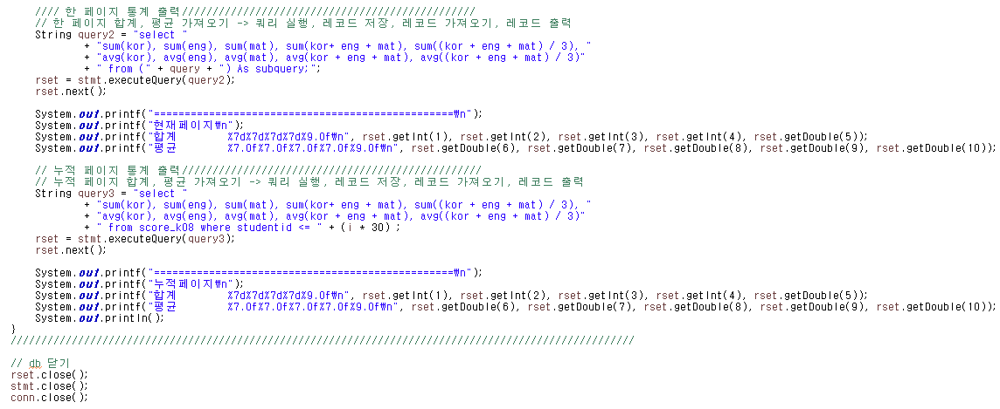 //// 한 페이지 통계 출력////////////////////////////////////////////////
// 한 페이지 합계, 평균 가져오기 -> 쿼리 실행, 레코드 저장, 레코드 가져오기, 레코드 출력
String query2 = "select "
+ "sum(kor), sum(eng), sum(mat), sum(kor+ eng + mat), sum((kor + eng + mat) / 3), "
+ "avg(kor), avg(eng), avg(mat), avg(kor + eng + mat), avg((kor + eng + mat) / 3)"
+ " from (" + query + ") As subquery;";
rset = stmt.executeQuery(query2);
rset.next();
System.out.printf("=================================================₩n");
System.out.printf("현재페이지₩n");
System.out.printf("합계        %7d%7d%7d%7d%9.0f₩n", rset.getInt(1), rset.getInt(2), rset.getInt(3), rset.getInt(4), rset.getDouble(5));
System.out.printf("평균        %7.0f%7.0f%7.0f%7.0f%9.0f₩n", rset.getDouble(6), rset.getDouble(7), rset.getDouble(8), rset.getDouble(9), rset.getDouble(10));
// 누적 페이지 통계 출력/////////////////////////////////////////////////
// 누적 페이지 합계, 평균 가져오기 -> 쿼리 실행, 레코드 저장, 레코드 가져오기, 레코드 출력
String query3 = "select "
+ "sum(kor), sum(eng), sum(mat), sum(kor+ eng + mat), sum((kor + eng + mat) / 3), "
+ "avg(kor), avg(eng), avg(mat), avg(kor + eng + mat), avg((kor + eng + mat) / 3)"
+ " from score_k08 where studentid <= " + (i * 30) ;
rset = stmt.executeQuery(query3);
rset.next();
System.out.printf("=================================================₩n");
System.out.printf("누적페이지₩n");
System.out.printf("합계        %7d%7d%7d%7d%9.0f₩n", rset.getInt(1), rset.getInt(2), rset.getInt(3), rset.getInt(4), rset.getDouble(5));
System.out.printf("평균        %7.0f%7.0f%7.0f%7.0f%9.0f₩n", rset.getDouble(6), rset.getDouble(7), rset.getDouble(8), rset.getDouble(9), rset.getDouble(10));
System.out.println();
}
//////////////////////////////////////////////////////////////////////////////////////////////////////
// db 닫기
rset.close();
stmt.close();
conn.close();